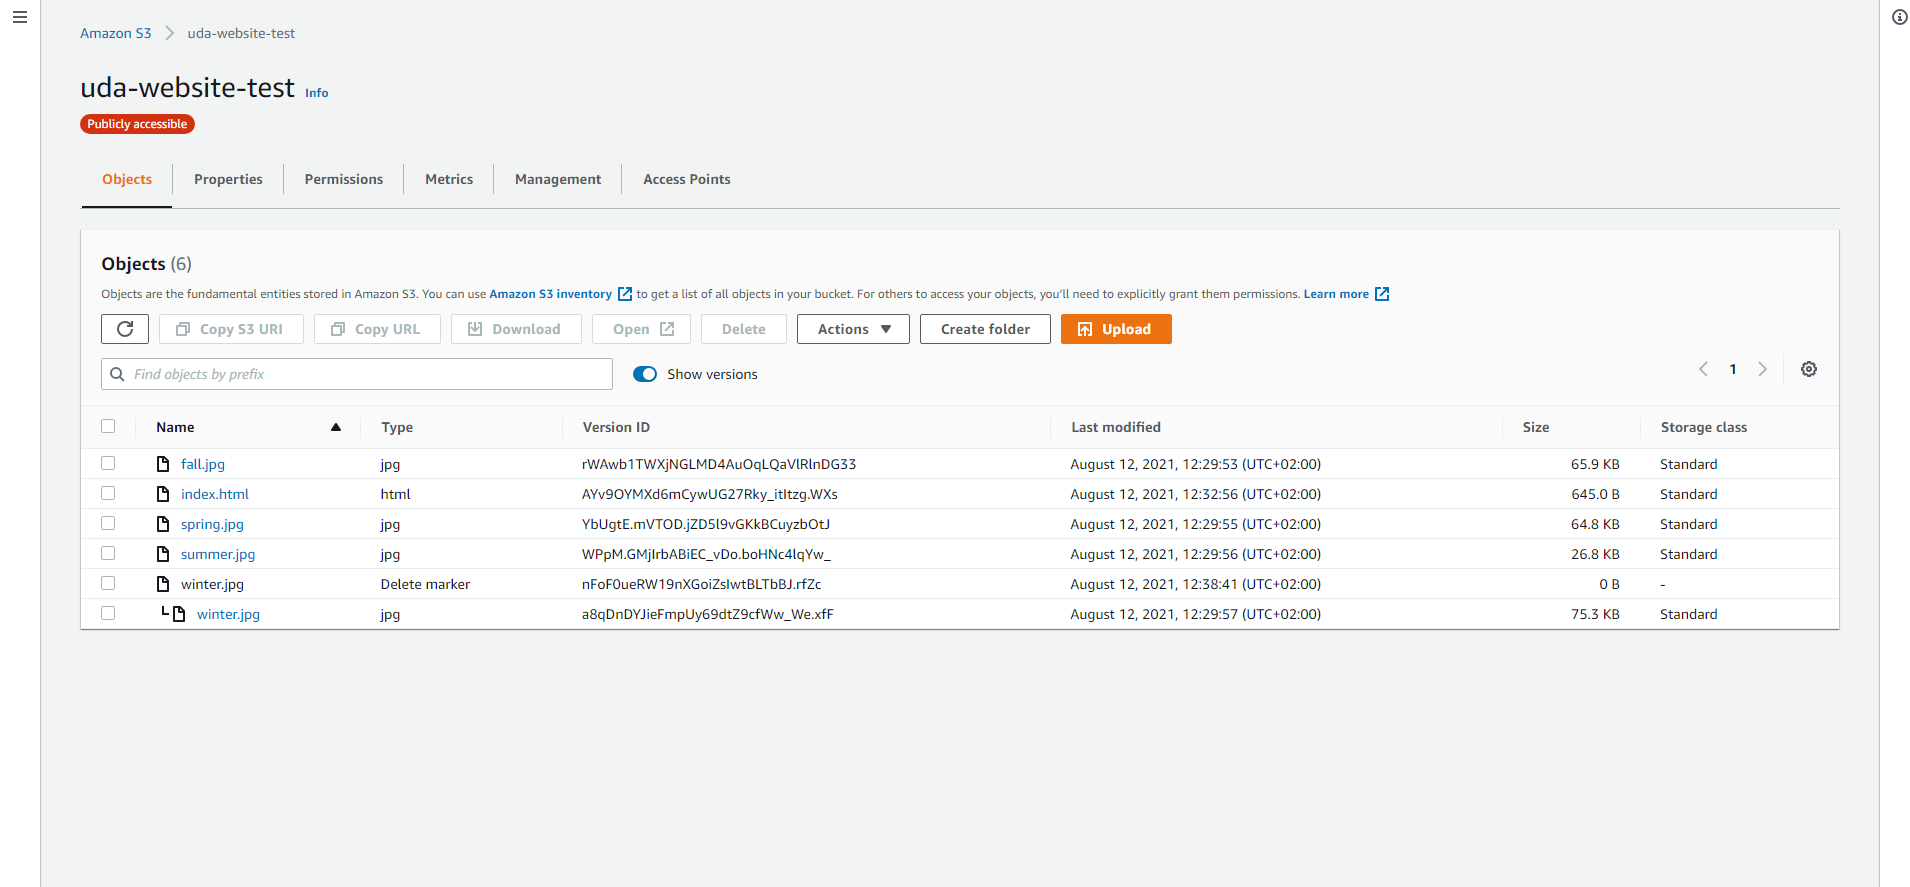 Amazon S3 > uda-website-test
uda-website-test Info
Publicly accessible
Objects Properties Permissions Metrics Management Access Points
Objects (6)
Objects are the fundamental entities stored in Amazon S3. You can use Amazon S3 inventory to get a list of all objects in your bucket. For others to access your objects, you'll need to explicitly grant them permissions. Learn more
Copy S3 URI Copy URL Download Open Delete Actions Create folder Upload
Find objects by prefix Show versions 1
Name Type Version ID Last modified Size Storage class
fall.jpg jpg rWAwb1TWXjNGLMD4AuOqLQaVlRlnDG33 August 12, 2021, 12:29:53 (UTC+02:00) 65.9 KB Standard
index.html html AYv9OYMXd6mCywUG27Rky_itItzg.WXs August 12, 2021, 12:32:56 (UTC+02:00) 645.0 B Standard
spring.jpg jpg YbUgtE.mVTOD.jZD5l9vGKkBCuyzbOtJ August 12, 2021, 12:29:55 (UTC+02:00) 64.8 KB Standard
summer.jpg jpg WPpM.GMjIrbABiEC_vDo.boHNc4lqYw_ August 12, 2021, 12:29:56 (UTC+02:00) 26.8 KB Standard
winter.jpg Delete marker nFoF0ueRW19nXGoiZsIwtBLTbBJ.rfZc August 12, 2021, 12:38:41 (UTC+02:00) 0 B -
winter.jpg jpg a8qDnDYJieFmpUy69dtZ9cfWw_We.xfF August 12, 2021, 12:29:57 (UTC+02:00) 75.3 KB Standard